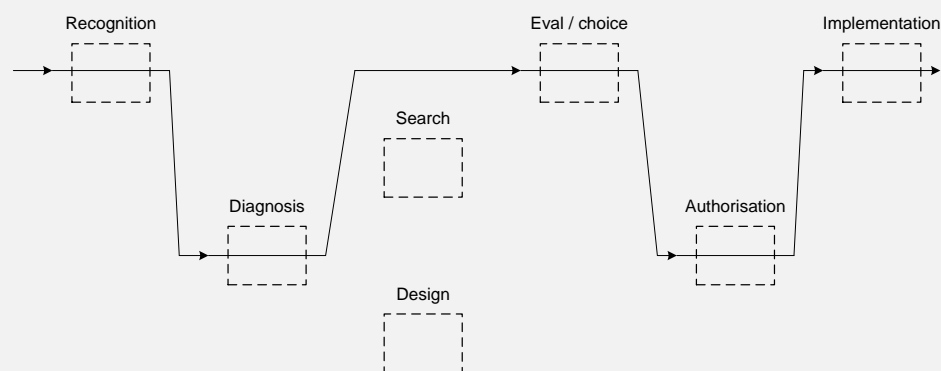 Recognition
Eval / choice
Implementation
Search
Diagnosis
Authorisation
Design